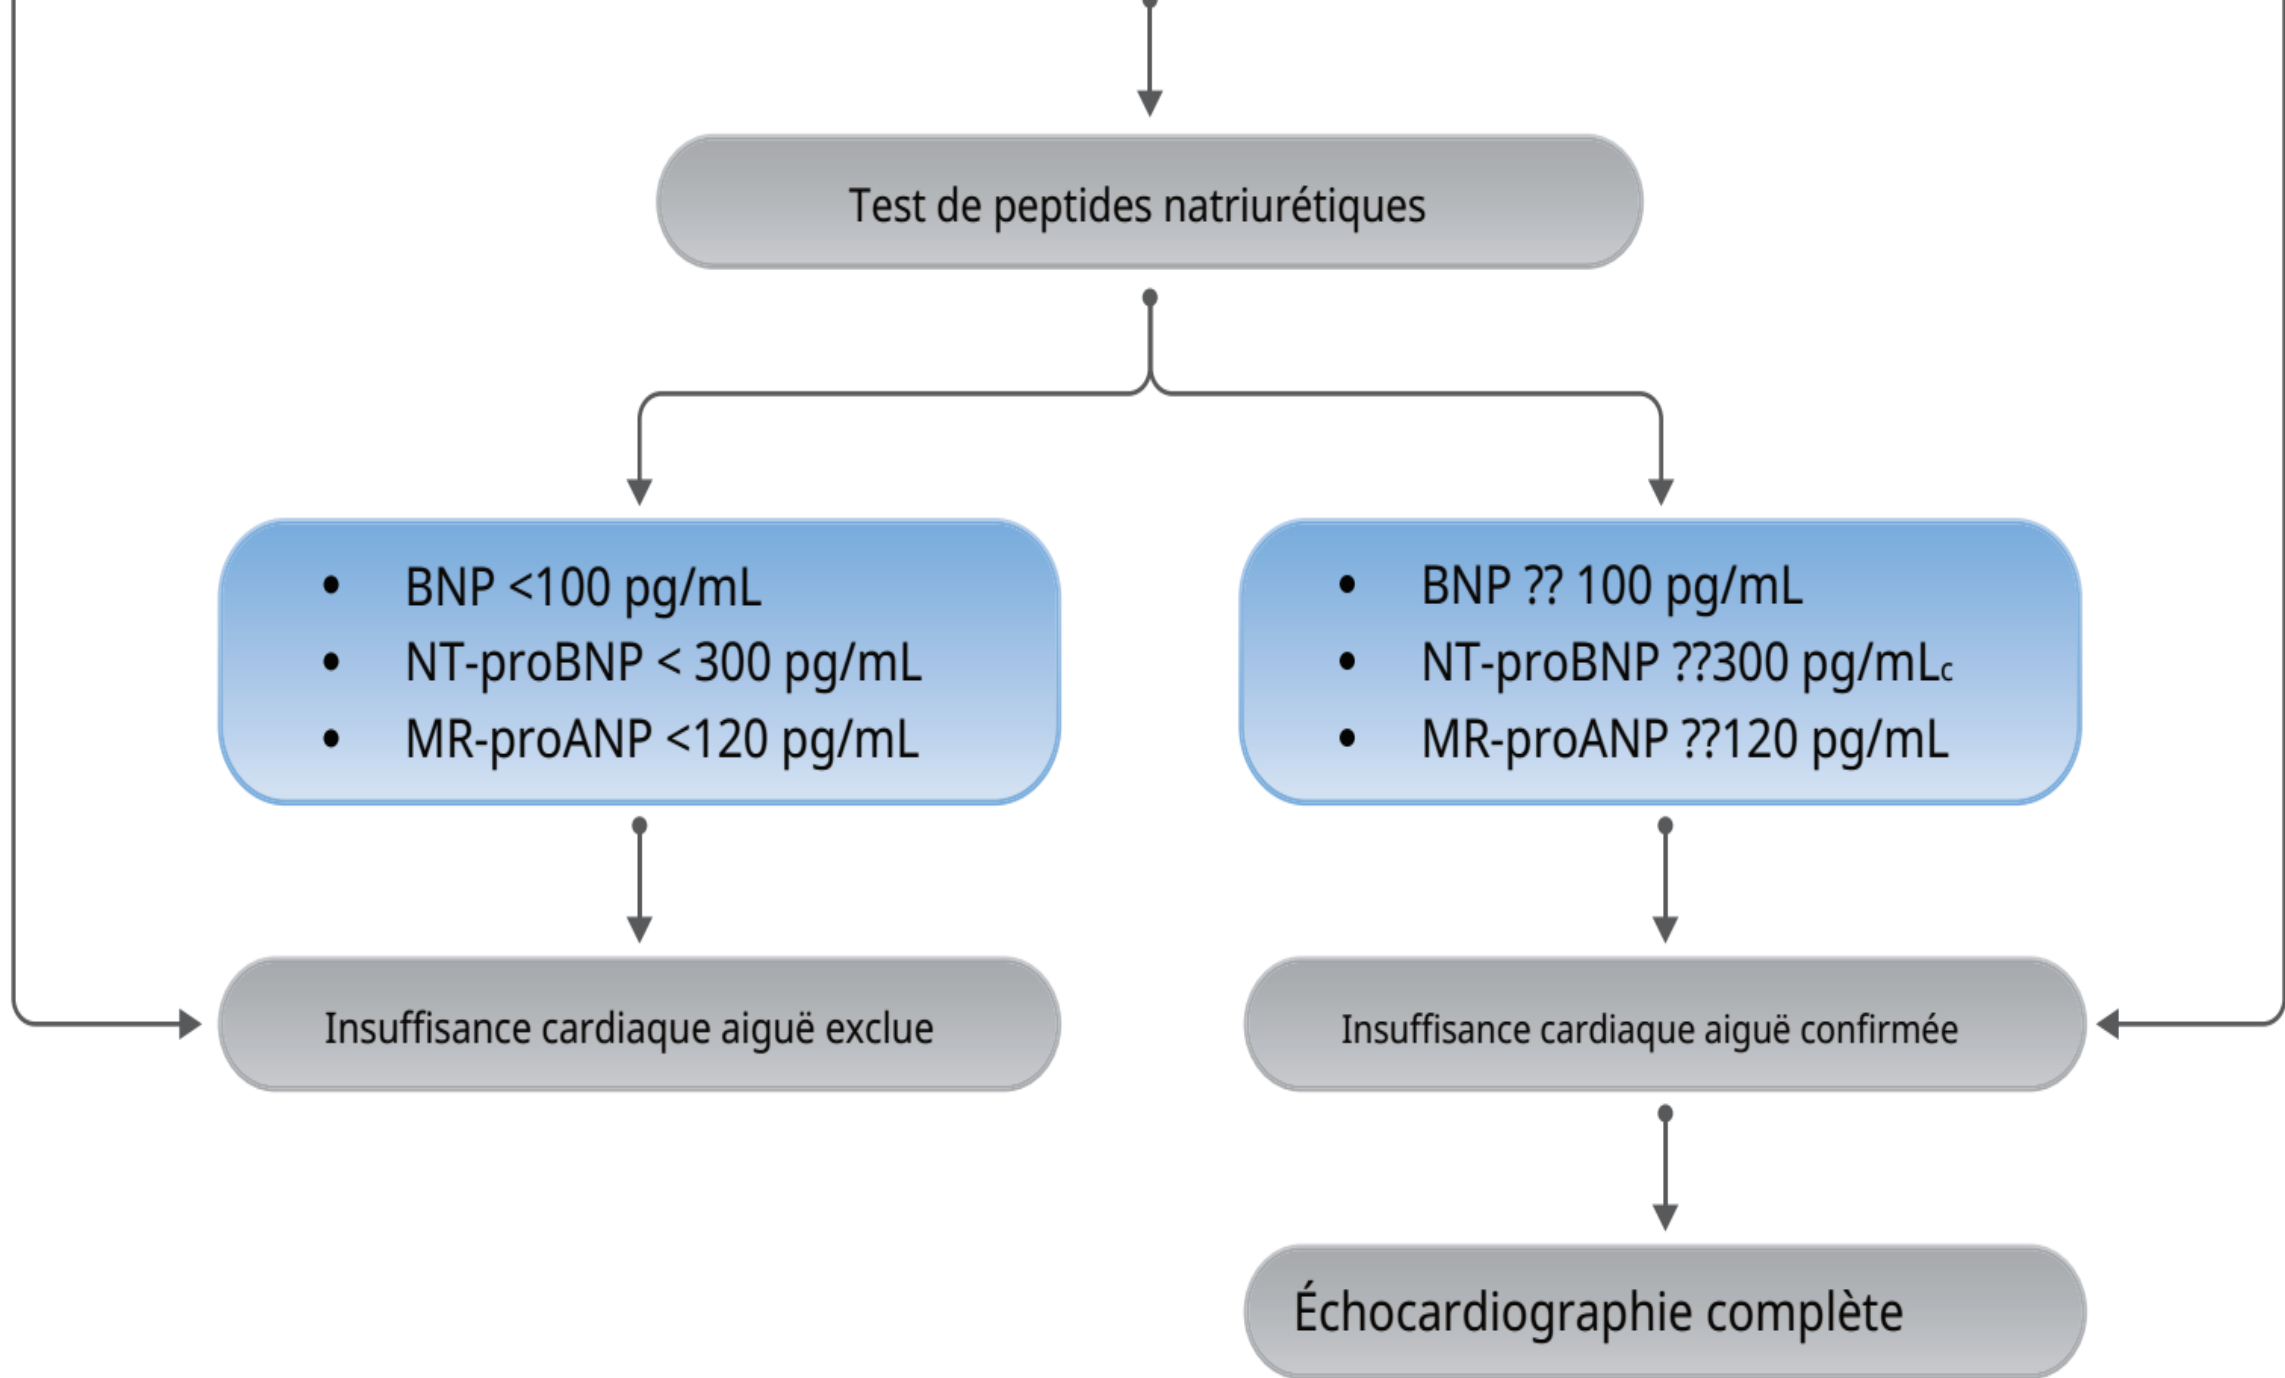 Test de peptides natriurétiques
• BNP <100 pg/mL
• NT-proBNP < 300 pg/mL
• MR-proANP <120 pg/mL
• BNP ?? 100 pg/mL
• NT-proBNP ??300 pg/mLc
• MR-proANP ??120 pg/mL
Insuffisance cardiaque aiguë exclue
Insuffisance cardiaque aiguë confirmée
Échocardiographie complète